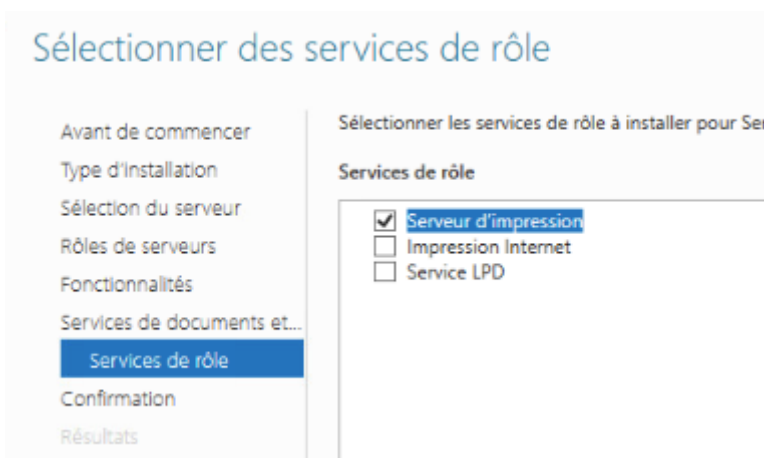 Sélectionner des services de rôle
Avant de commencer
Type d'installation
Sélection du serveur
Rôles de serveurs
Fonctionnalités
Services de documents et...
Services de rôle
Confirmation
Résultats
Sélectionner les services de rôle à installer pour
Services de rôle
Serveur d'impression
Impression Internet
Service LPD